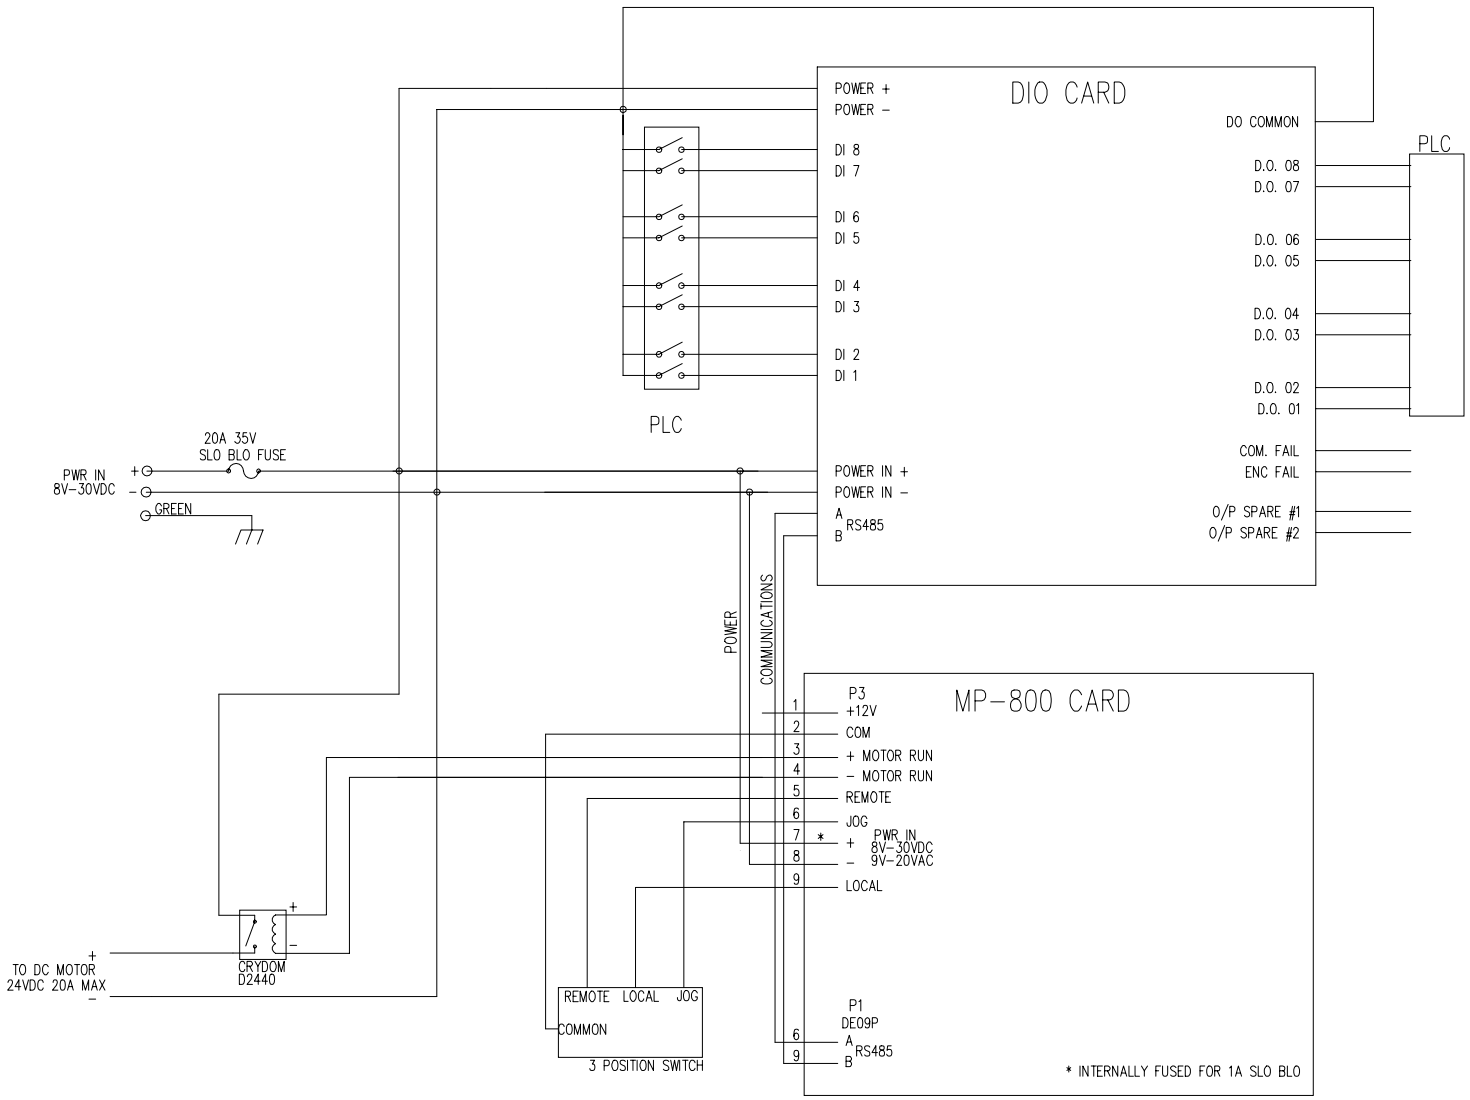 DIO CARD
POWER +
POWER −
DO COMMON
PLC
DI 8
DI 7
DI 6
DI 5
DI 4
DI 3
DI 2
DI 1
PLC
D.O. 08
D.O. 07
D.O. 06
D.O. 05
D.O. 04
D.O. 03
D.O. 02
D.O. 01
COM. FAIL
ENC FAIL
O/P SPARE #1
O/P SPARE #2
20A 35V
SLO BLO FUSE
PWR IN
8V−30VDC
+
−
GREEN
POWER IN +
POWER IN −
A
RS485
B
POWER
COMMUNICATIONS
MP−800 CARD
P3
1 +12V
2 COM
3 + MOTOR RUN
4 − MOTOR RUN
5 REMOTE
6 JOG
7 * + PWR IN
8V−30VDC
8 − 9V−20VAC
9 LOCAL
+
−
CRYDOM
D2440
+
TO DC MOTOR
24VDC 20A MAX
−
REMOTE LOCAL JOG
COMMON
3 POSITION SWITCH
P1
DE09P
6 A
RS485
9 B
* INTERNALLY FUSED FOR 1A SLO BLO